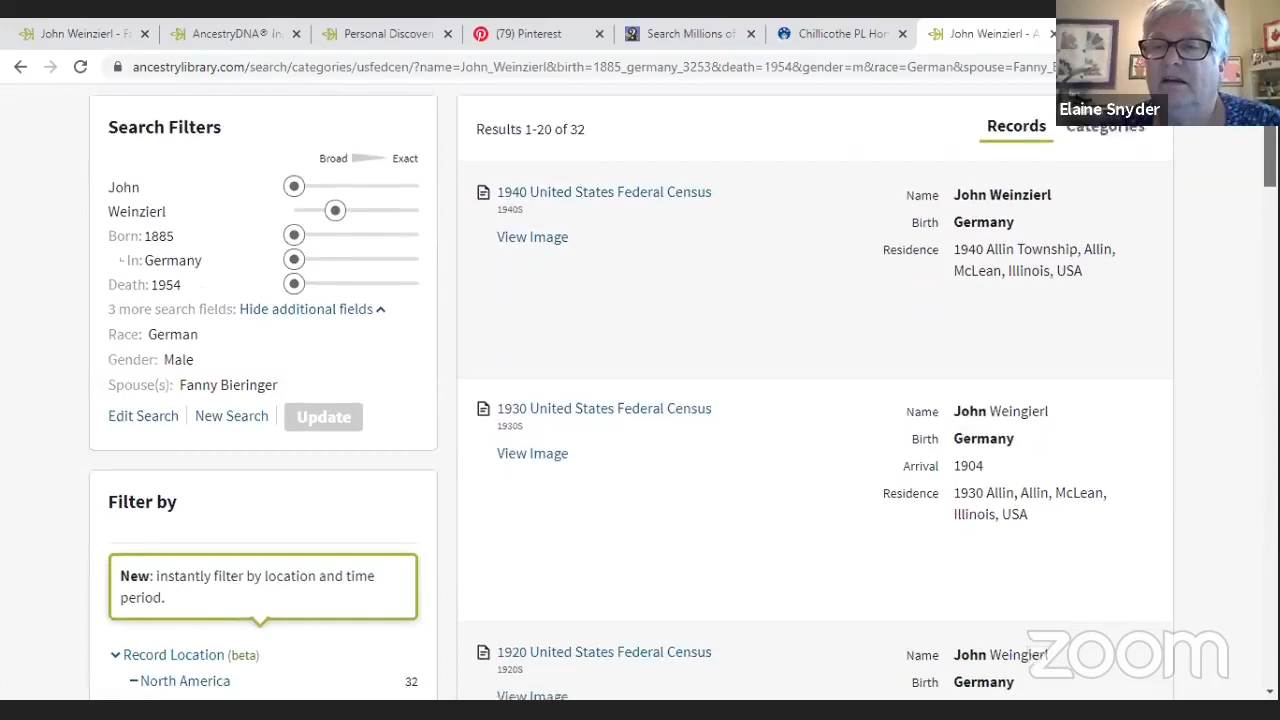 John Weinzierl - F
AncestryDNA® in
Personal Discover
(79) Pinterest
Search Millions of
Chillicothe PL Hor
John Weinzierl - A
ancestrylibrary.com/search/categories/usfedcen/?name=John_Weinzierl&birth=1885_germany_3253&death=1954&gender=m&race=German&spouse=Fanny_B
Elaine Snyder
Search Filters
Broad Exact
John
Weinzierl
Born: 1885
In: Germany
Death: 1954
3 more search fields: Hide additional fields
Race: German
Gender: Male
Spouse(s): Fanny Bieringer
Edit Search New Search Update
Filter by
New: instantly filter by location and time
period.
Record Location (beta)
North America 32
Results 1-20 of 32
Records Categories
1940 United States Federal Census
1940S
View Image
Name John Weinzierl
Birth Germany
Residence 1940 Allin Township, Allin,
McLean, Illinois, USA
1930 United States Federal Census
1930S
View Image
Name John Weingierl
Birth Germany
Arrival 1904
Residence 1930 Allin, Allin, McLean,
Illinois, USA
1920 United States Federal Census
1920S
View Image
Name John Weingierl
Birth Germany
zoom